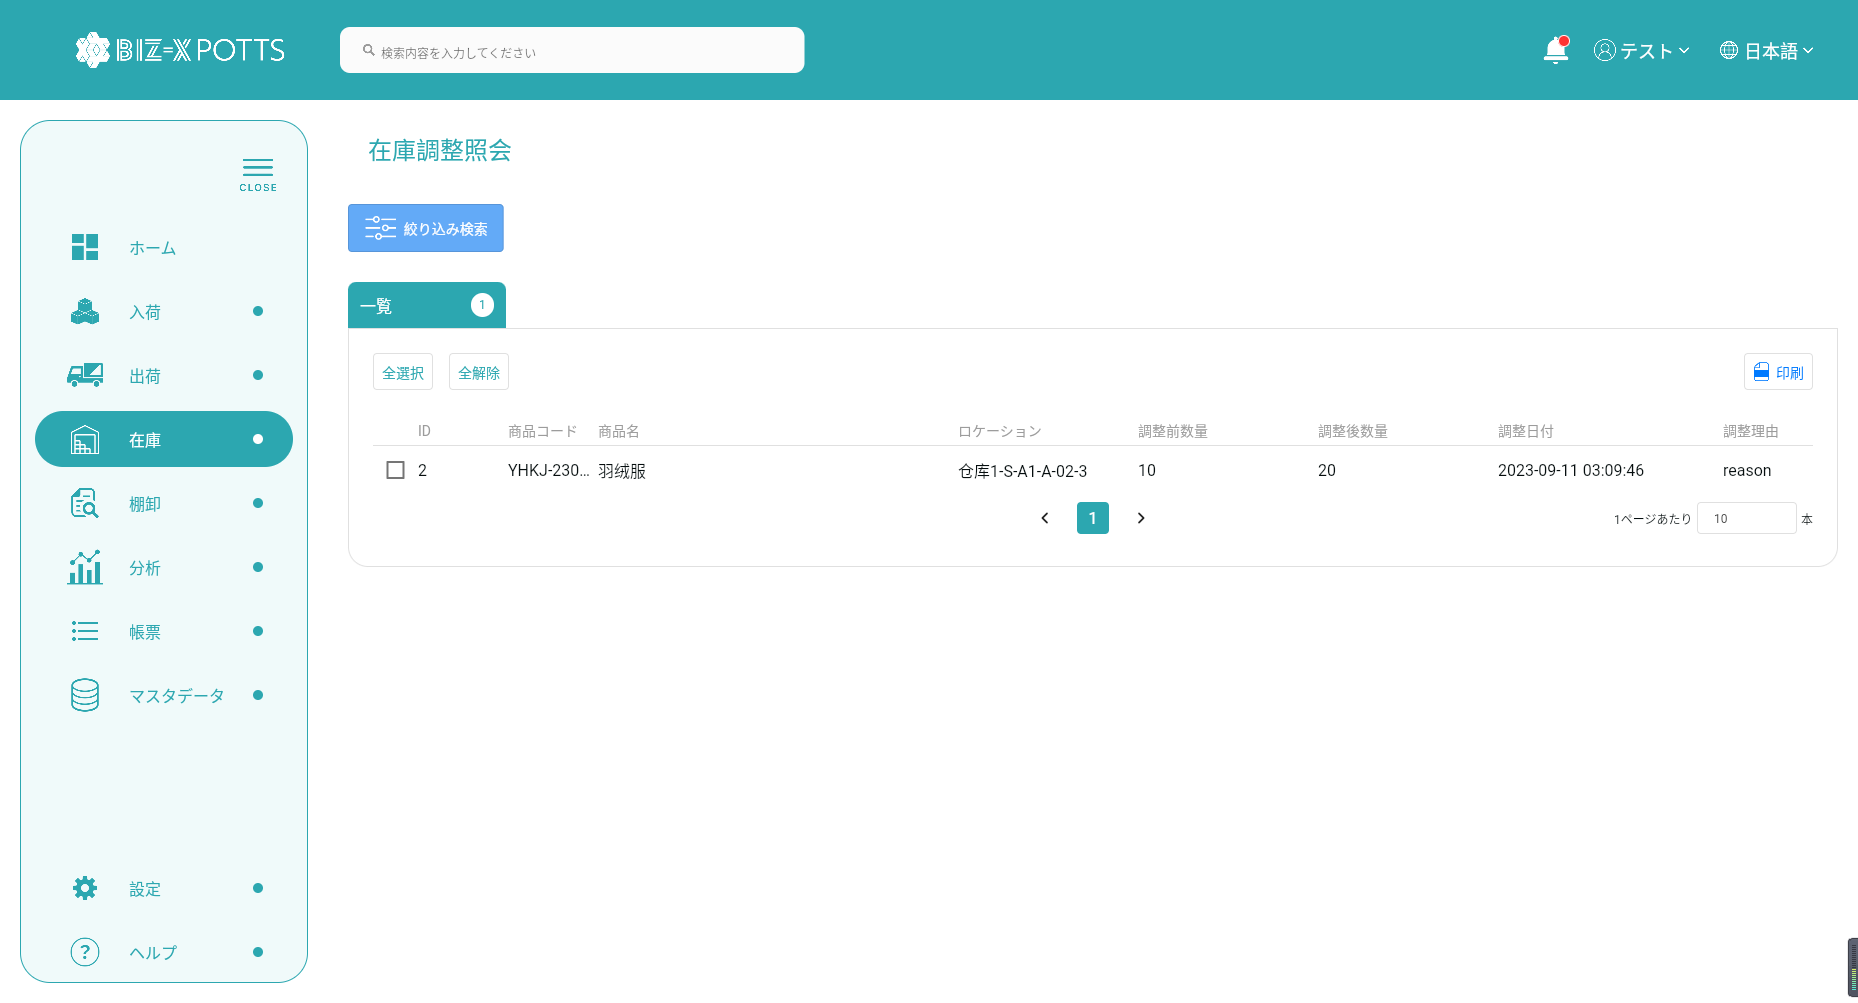 BIZ=X POTTS
検索内容を入力してください
テスト
日本語
CLOSE
ホーム
入荷
出荷
在庫
棚卸
分析
帳票
マスタデータ
設定
ヘルプ
在庫調整照会
絞り込み検索
一覧 1
全選択 全解除 印刷
ID 商品コード 商品名 ロケーション 調整前数量 調整後数量 調整日付 調整理由
2 YHKJ-230... 羽绒服 仓库1-S-A1-A-02-3 10 20 2023-09-11 03:09:46 reason
1 1ページあたり 10 本